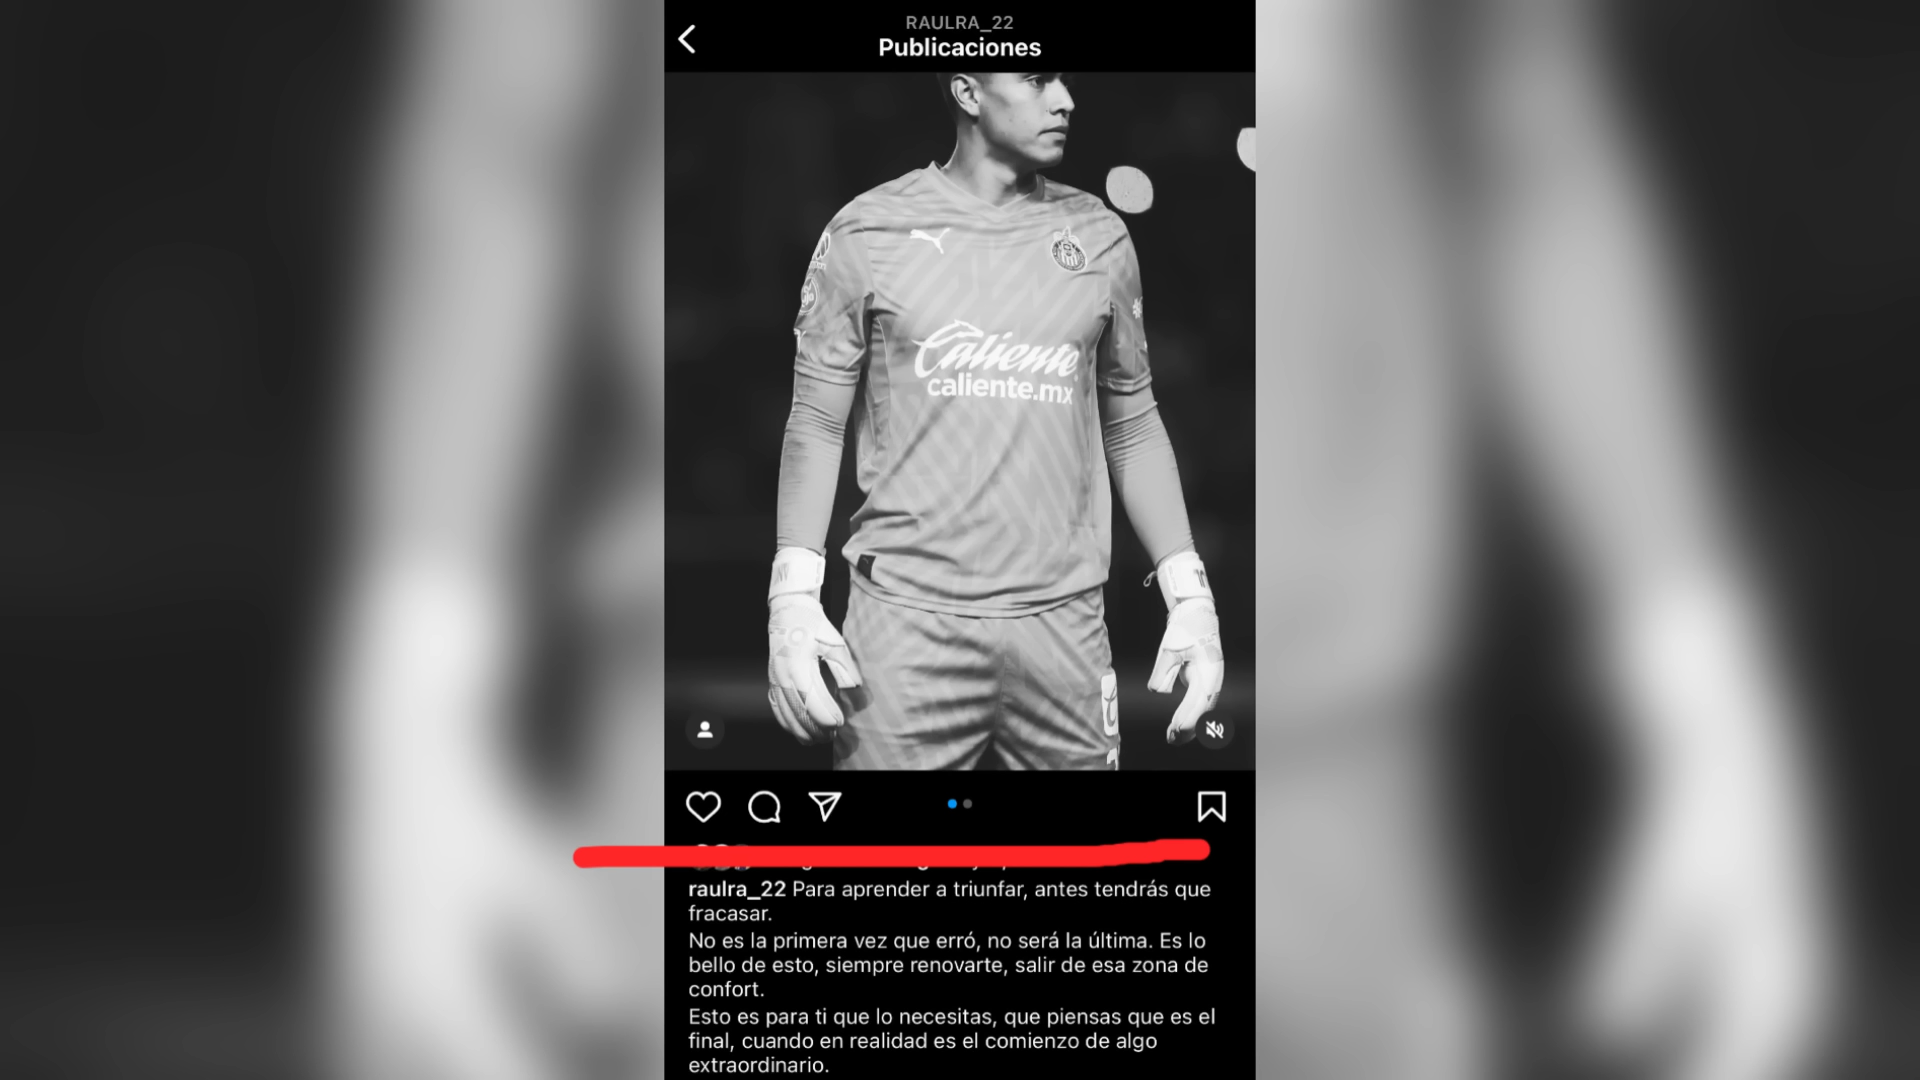 RAULRA_22
Publicaciones
Caliente
caliente.mx
raulra_22 Para aprender a triunfar, antes tendrás que
fracasar.
No es la primera vez que erró, no será la última. Es lo
bello de esto, siempre renovarte, salir de esa zona de
confort.
Esto es para ti que lo necesitas, que piensas que es el
final, cuando en realidad es el comienzo de algo
extraordinario.